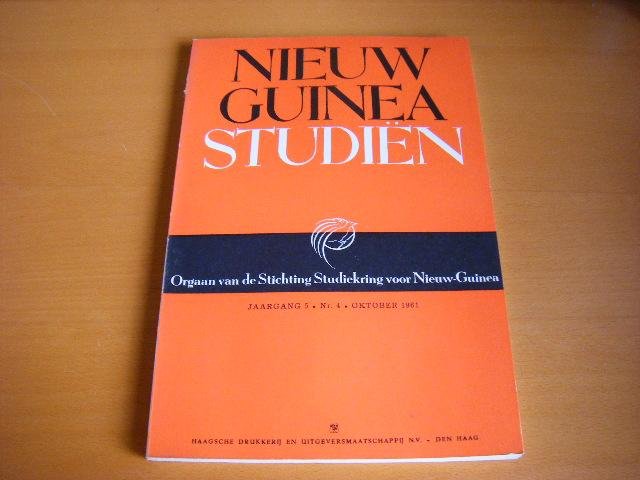 NIEUW
GUINEA
STUDIËN
Orgaan van de Stichting Studiekring voor Nieuw-Guinea
JAARGANG 5 • Nr. 4 • OKTOBER 1961
HAAGSCHE DRUKKERIJ EN UITGEVERSMAATSCHAPPIJ N.V. - DEN HAAG